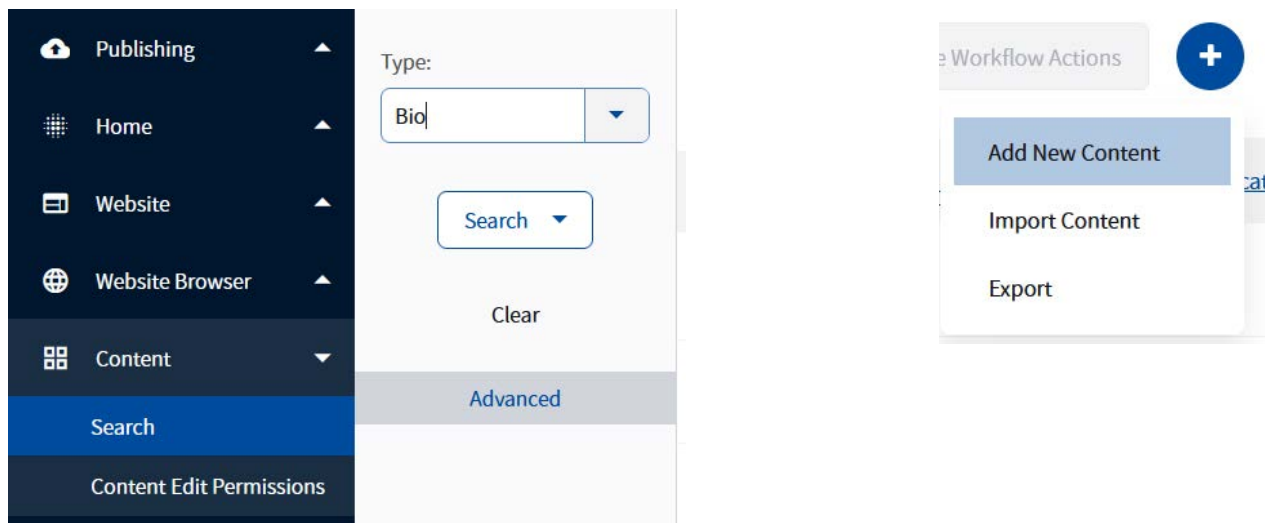 Publishing
Home
Website
Website Browser
Content
Search
Content Edit Permissions
Type:
Bio
Search
Clear
Advanced
e Workflow Actions
Add New Content
Import Content
Export
cat